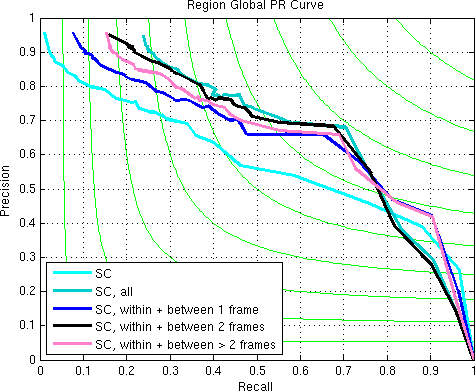 Region Global PR Curve
Precision
1
0.9
0.8
0.7
0.6
0.5
0.4
0.3
0.2
0.1
0
SC
SC, all
SC, within + between 1 frame
SC, within + between 2 frames
SC, within + between > 2 frames
0 0.1 0.2 0.3 0.4 0.5 0.6 0.7 0.8 0.9
Recall